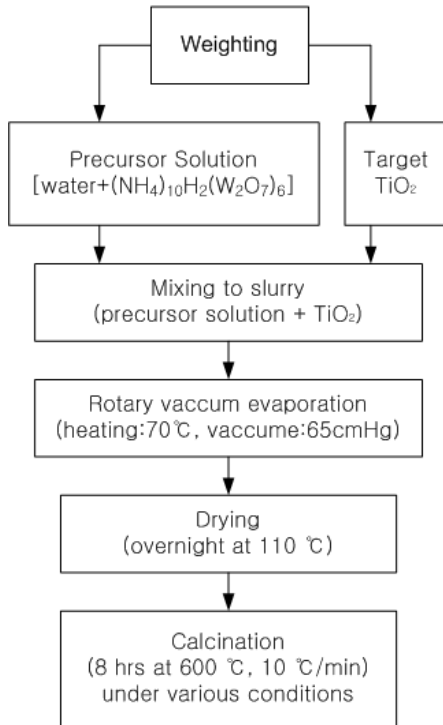 Weighting
Precursor Solution
[water+(NH₄)₁₀H₂(W₂O₇)₆]
Target
TiO₂
Mixing to slurry
(precursor solution + TiO₂)
Rotary vaccum evaporation
(heating:70℃, vaccume:65cmHg)
Drying
(overnight at 110 ℃)
Calcination
(8 hrs at 600 ℃, 10 ℃/min)
under various conditions